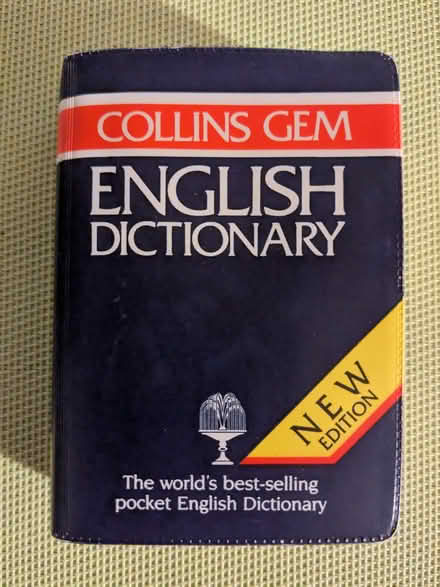 COLLINS GEM
ENGLISH
DICTIONARY
NEW
EDITION
The world's best-selling
pocket English Dictionary